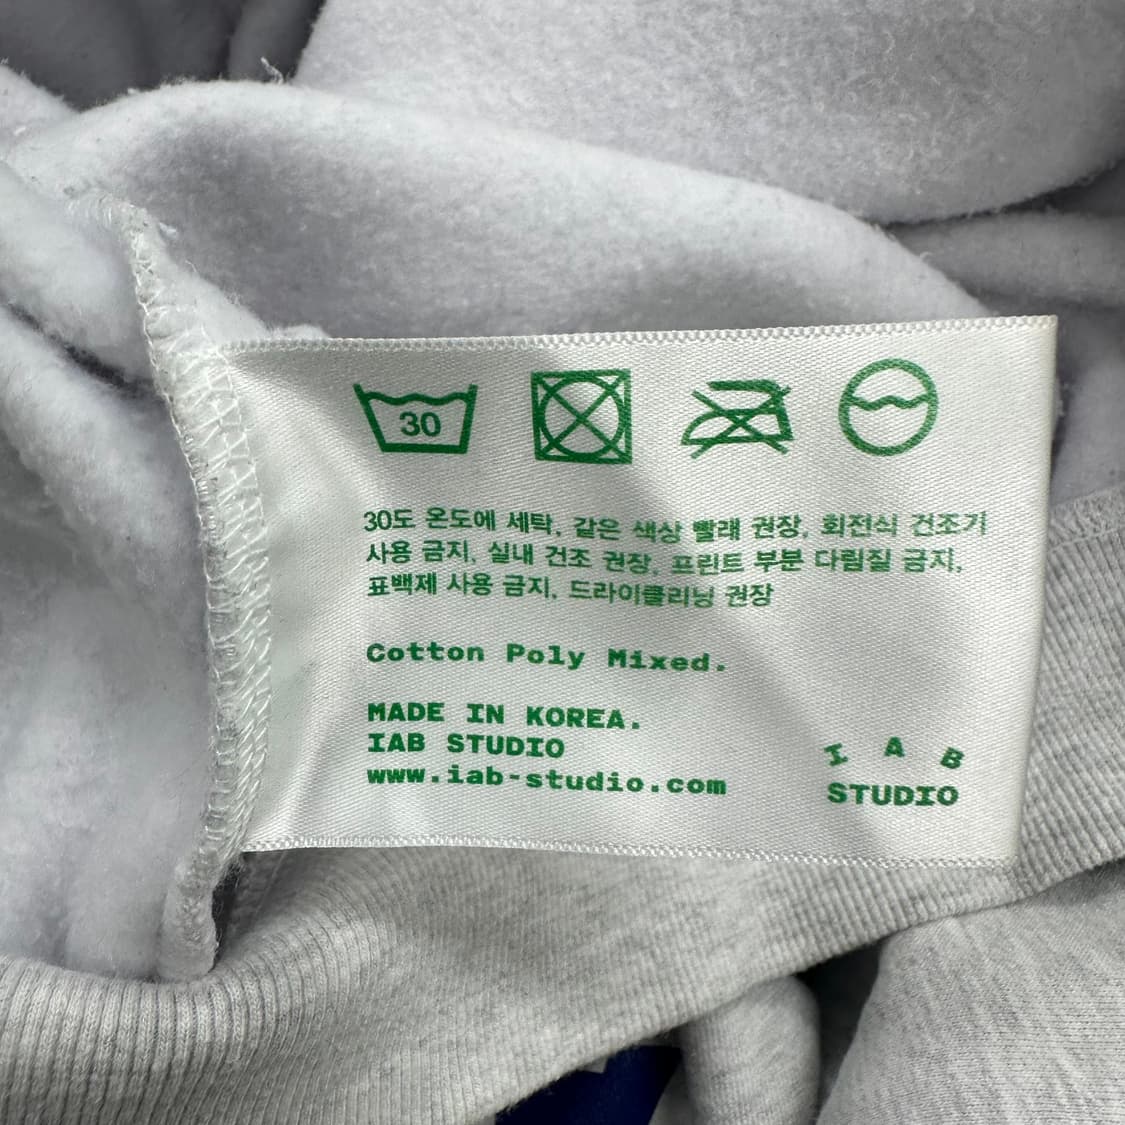 30
30도 온도에 세탁, 같은 색상 빨래 권장, 회전식 건조기
사용 금지, 실내 건조 권장, 프린트 부분 다림질 금지,
표백제 사용 금지, 드라이클리닝 권장
Cotton Poly Mixed.
MADE IN KOREA.
IAB STUDIO
www.iab-studio.com
I A B
STUDIO